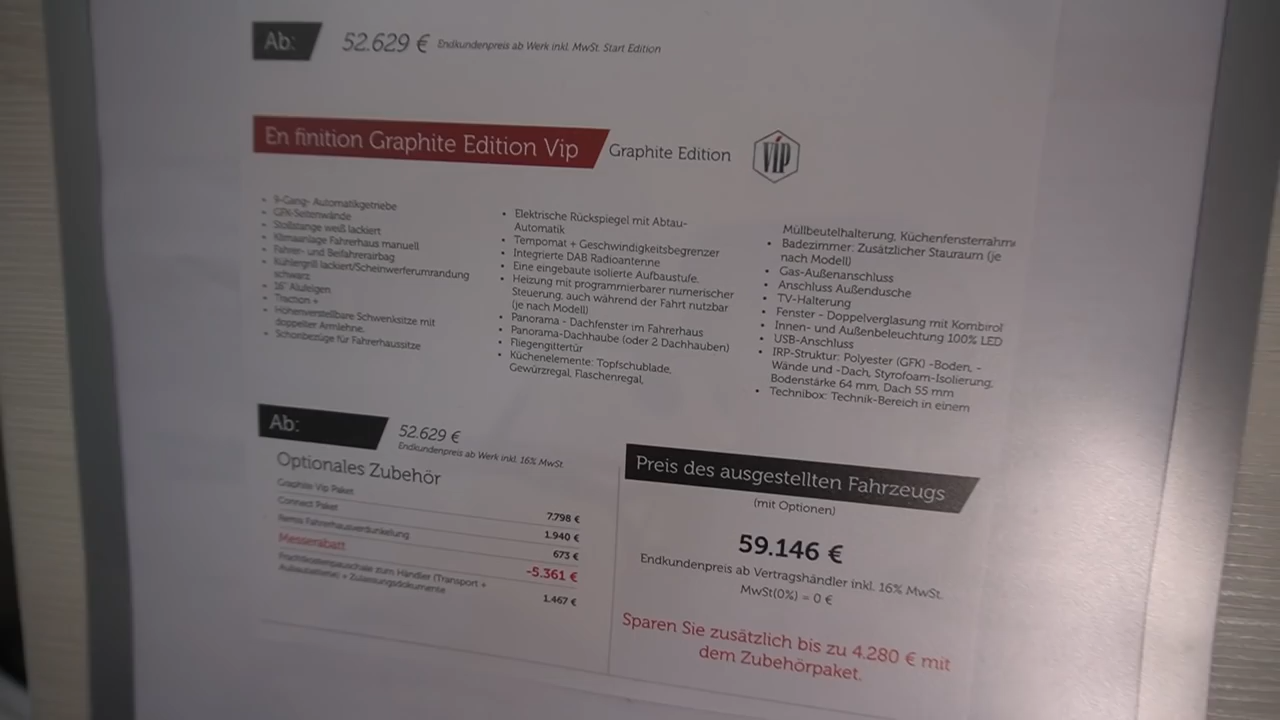 Ab:
52.629 € Endkundenpreis ab Werk inkl. MwSt. Start Edition
En finition Graphite Edition Vip
Graphite Edition
VIP
• 9-Gang- Automatikgetriebe
• GFK-Seitenwände
• Stoßstange weiß lackiert
• Klimaanlage Fahrerhaus manuell
• Fahrer- und Beifahrerairbag
• Kühlergrill lackiert/Scheinwerferumrandung
schwarz
• 16" Alufelgen
• Traction +
• Höhenverstellbare Schwenksitze mit
doppelter Armlehne.
• Schonbezüge für Fahrerhaussitze
• Elektrische Rückspiegel mit Abtau-
Automatik
• Tempomat + Geschwindigkeitsbegrenzer
• Integrierte DAB Radioantenne
• Eine eingebaute isolierte Aufbaustufe.
• Heizung mit programmierbarer numerischer
Steuerung, auch während der Fahrt nutzbar
(je nach Modell)
• Panorama - Dachfenster im Fahrerhaus
• Panorama-Dachhaube (oder 2 Dachhauben)
• Fliegengittertür
• Küchenelemente: Topfschublade,
Gewürzregal, Flaschenregal,
Müllbeutelhalterung, Küchenfensterrahme
• Badezimmer: Zusätzlicher Stauraum (je
nach Modell)
• Gas-Außenanschluss
• Anschluss Außendusche
• TV-Halterung
• Fenster - Doppelverglasung mit Kombirol
• Innen- und Außenbeleuchtung 100% LED
• USB-Anschluss
• IRP-Struktur: Polyester (GFK) -Boden, -
Wände und -Dach, Styrofoam-Isolierung,
Bodenstärke 64 mm, Dach 55 mm
• Technibox: Technik-Bereich in einem
Ab:
52.629 €
Endkundenpreis ab Werk inkl. 16% MwSt.
Optionales Zubehör
Graphite Vip Paket 7.798 €
Connect Paket 1.940 €
Remis Fahrerhausverdunkelung 673 €
Messerabatt -5.361 €
Frachtkostenpauschale zum Händler (Transport +
Aufbaubatterie) + Zulassungsdokumente 1.467 €
Preis des ausgestellten Fahrzeugs
(mit Optionen)
59.146 €
Endkundenpreis ab Vertragshändler inkl. 16% MwSt.
MwSt(0%) = 0 €
Sparen Sie zusätzlich bis zu 4.280 € mit
dem Zubehörpaket.